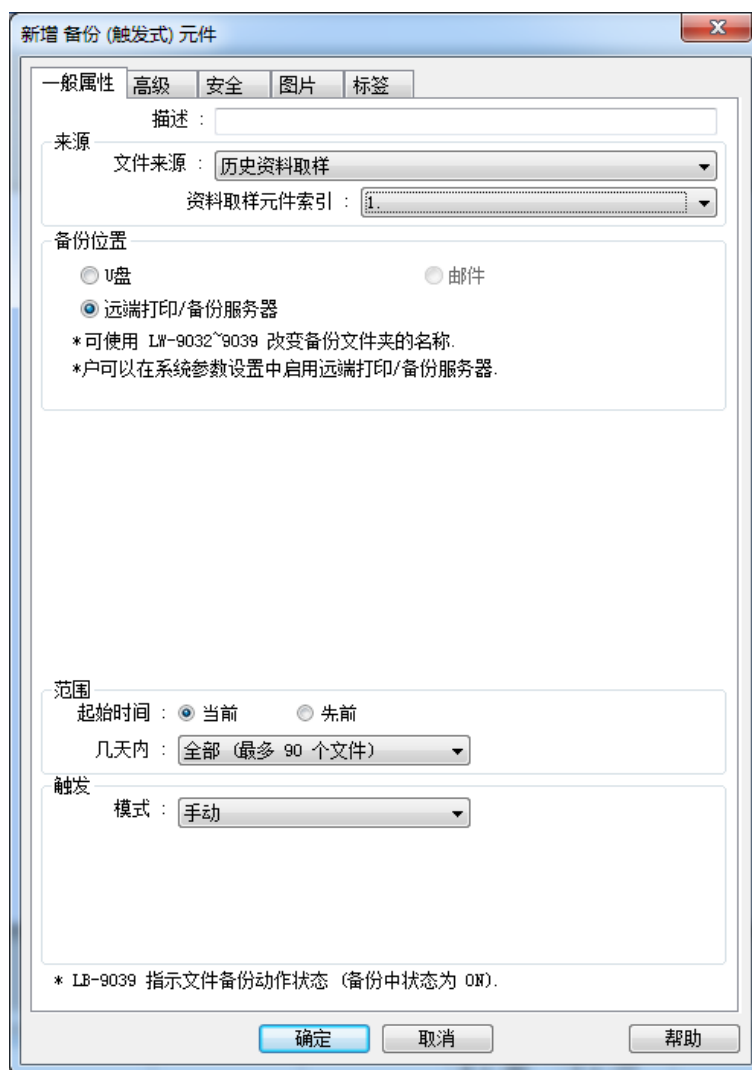 新增 备份 (触发式) 元件
一般属性 高级 安全 图片 标签
描述 :
来源
文件来源 : 历史资料取样
资料取样元件索引 : 1.
备份位置
U盘 邮件
远端打印/备份服务器
*可使用 LW-9032~9039 改变备份文件夹的名称.
*户可以在系统参数设置中启用远端打印/备份服务器.
范围
起始时间 : 当前 先前
几天内 : 全部 (最多 90 个文件)
触发
模式 : 手动
* LB-9039 指示文件备份动作状态 (备份中状态为 ON).
确定 取消 帮助